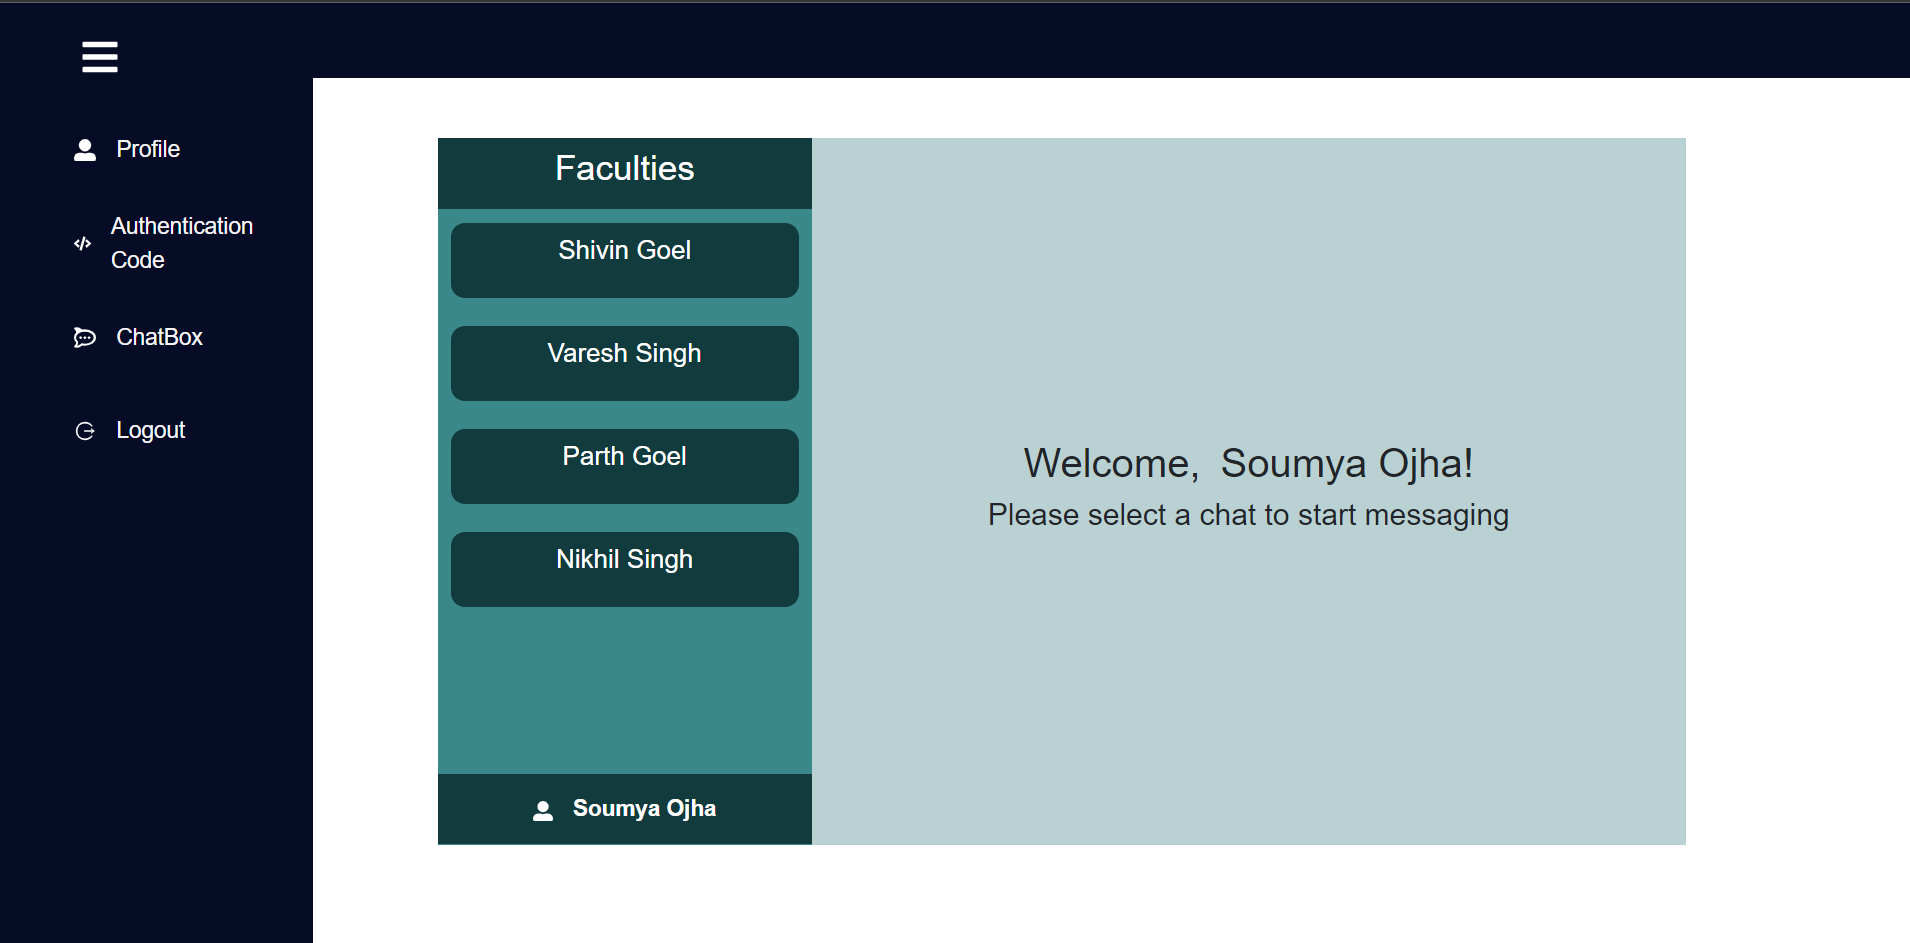 Profile
Authentication
Code
ChatBox
Logout
Faculties
Shivin Goel
Varesh Singh
Parth Goel
Nikhil Singh
Soumya Ojha
Welcome,  Soumya Ojha!
Please select a chat to start messaging